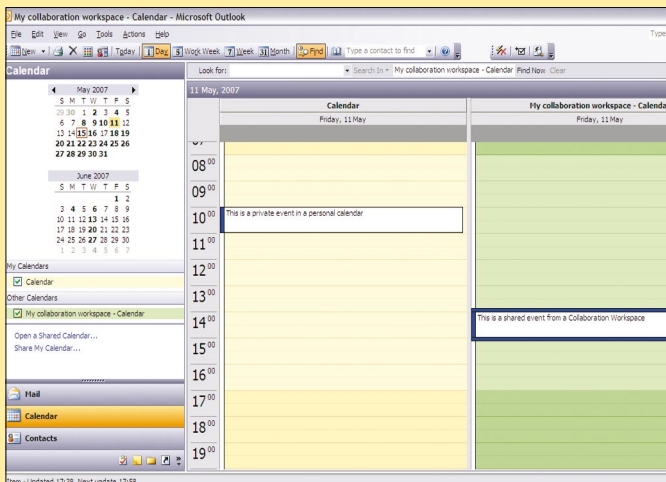 My collaboration workspace - Calendar - Microsoft Outlook
File Edit View Go Tools Actions Help
Type
New Today 1 Day 5 Work Week 7 Week 31 Month Find Type a contact to find
Calendar
Look for: Search In My collaboration workspace - Calendar Find Now Clear
May 2007
S M T W T F S
29 30 1 2 3 4 5
6 7 8 9 10 11 12
13 14 15 16 17 18 19
20 21 22 23 24 25 26
27 28 29 30 31
June 2007
S M T W T F S
1 2
3 4 5 6 7 8 9
10 11 12 13 14 15 16
17 18 19 20 21 22 23
24 25 26 27 28 29 30
1 2 3 4 5 6 7
My Calendars
Calendar
Other Calendars
My collaboration workspace - Calendar
Open a Shared Calendar...
Share My Calendar...
Mail
Calendar
Contacts
11 May, 2007
Calendar
My collaboration workspace - Calenda
Friday, 11 May
Friday, 11 May
08 00
09 00
10 00 This is a private event in a personal calendar
11 00
12 00
13 00
14 00 This is a shared event from a Collaboration Workspace
15 00
16 00
17 00
18 00
19 00